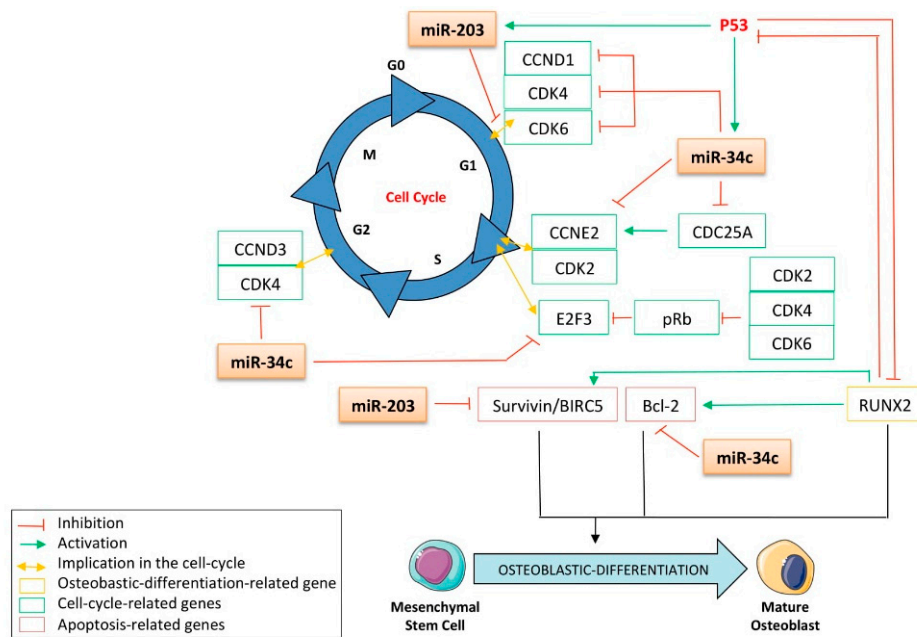 miR-203
P53
G0
CCND1
CDK4
CDK6
M
G1
miR-34c
Cell Cycle
G2
CCNE2
CDC25A
CCND3
S
CDK2
CDK4
CDK2
E2F3
pRb
CDK4
CDK6
miR-34c
miR-203
Survivin/BIRC5
Bcl-2
RUNX2
miR-34c
Inhibition
Activation
Implication in the cell-cycle
Osteobastic-differentiation-related gene
Cell-cycle-related genes
Apoptosis-related genes
OSTEOBLASTIC-DIFFERENTIATION
Mesenchymal
Stem Cell
Mature
Osteoblast